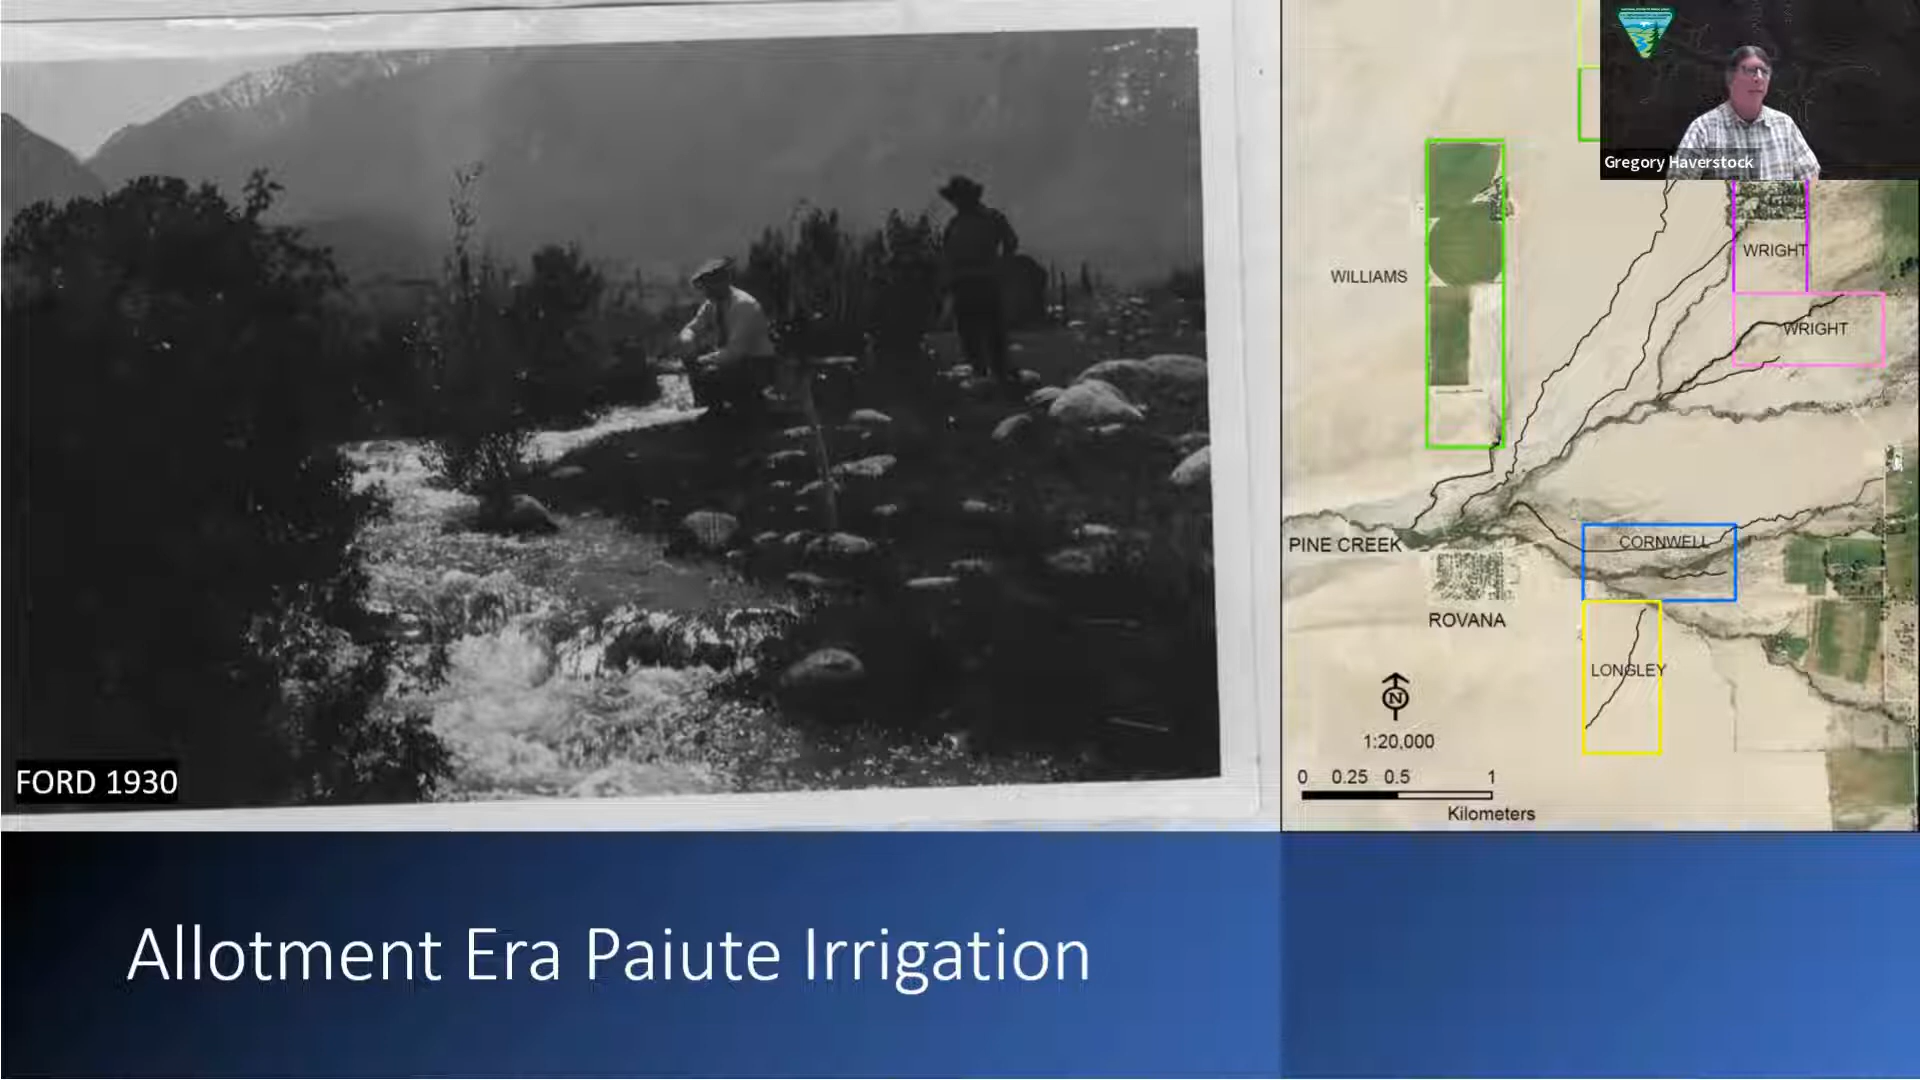 FORD 1930
Allotment Era Paiute Irrigation
Gregory Haverstock
WRIGHT
WILLIAMS
WRIGHT
PINE CREEK
CORNWELL
ROVANA
LONGLEY
N
1:20,000
0 0.25 0.5 1
Kilometers